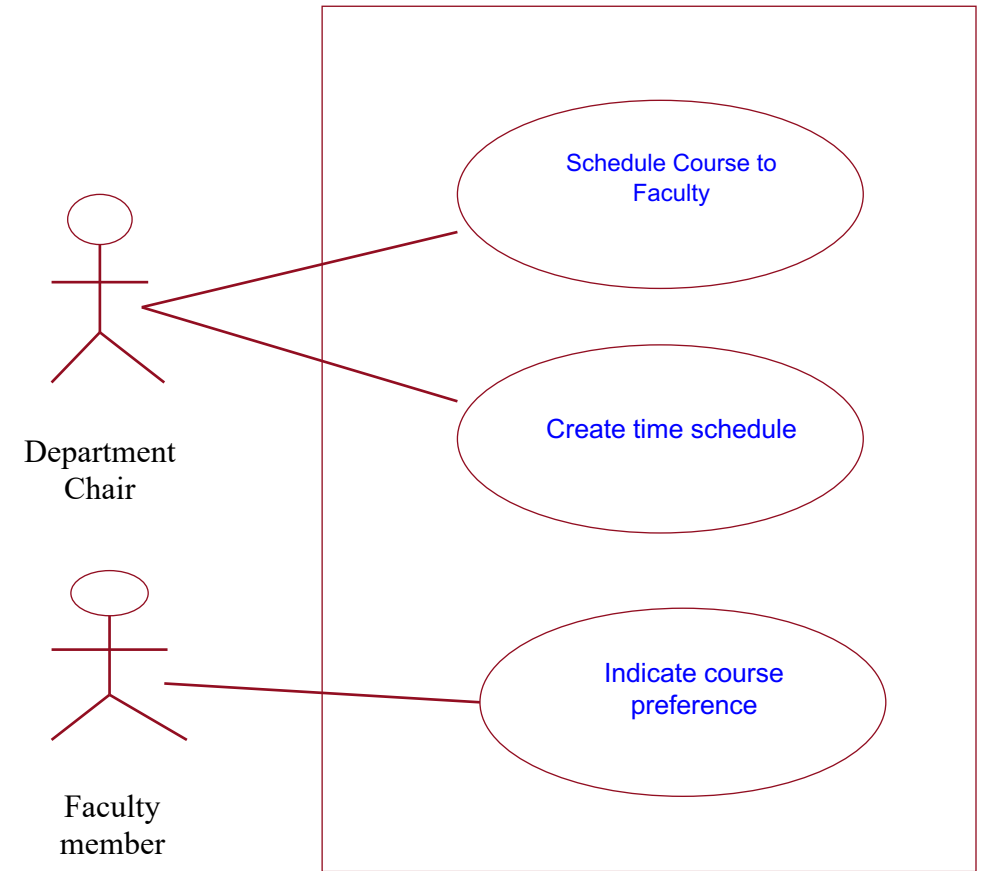 Schedule Course to
Faculty
Create time schedule
Department
Chair
Indicate course
preference
Faculty
member